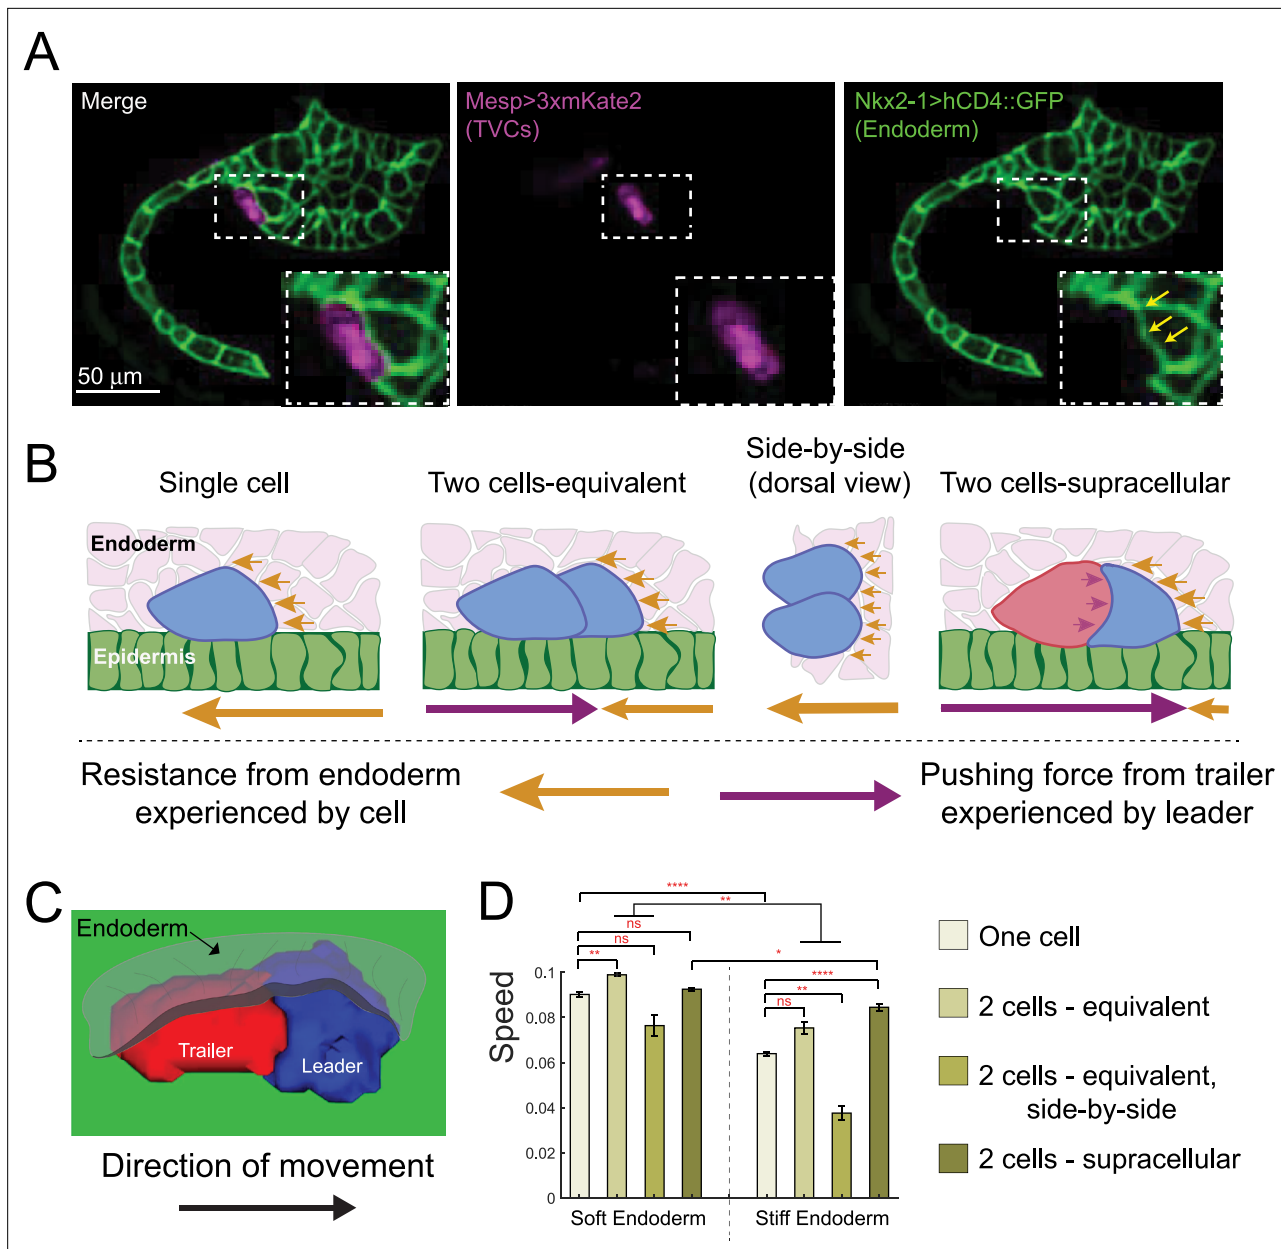 A
Merge
Mesp>3xmKate2
(TVCs)
Nkx2-1>hCD4::GFP
(Endoderm)
50 μm
B
Single cell
Two cells-equivalent
Side-by-side
(dorsal view)
Two cells-supracellular
Endoderm
Epidermis
Resistance from endoderm
experienced by cell
Pushing force from trailer
experienced by leader
C
Endoderm
Trailer
Leader
Direction of movement
D
****
**
ns
ns
**
*
****
**
ns
Speed
0.1
0.08
0.06
0.04
0.02
0
Soft Endoderm
Stiff Endoderm
One cell
2 cells - equivalent
2 cells - equivalent,
side-by-side
2 cells - supracellular